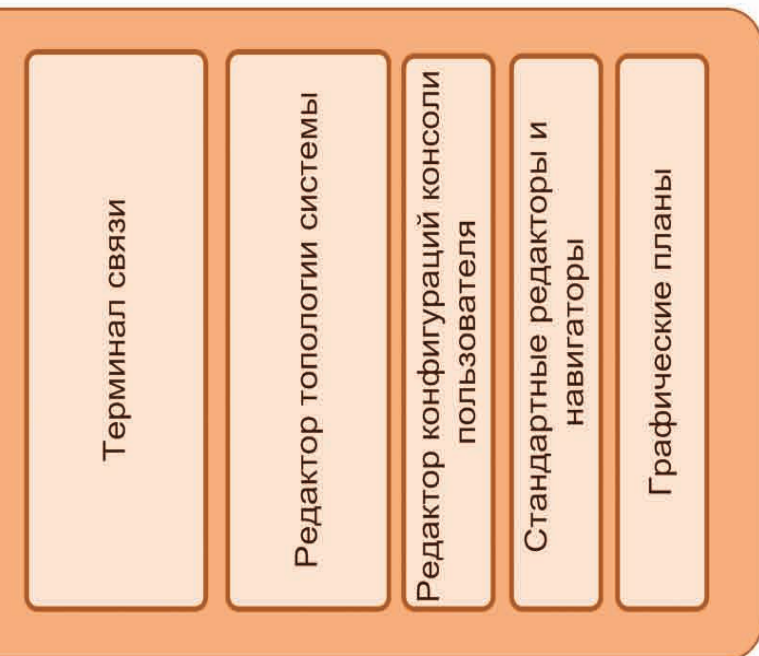 Терминал связи
Редактор топологии системы
Редактор конфигураций консоли
пользователя
Стандартные редакторы и
навигаторы
Графические планы